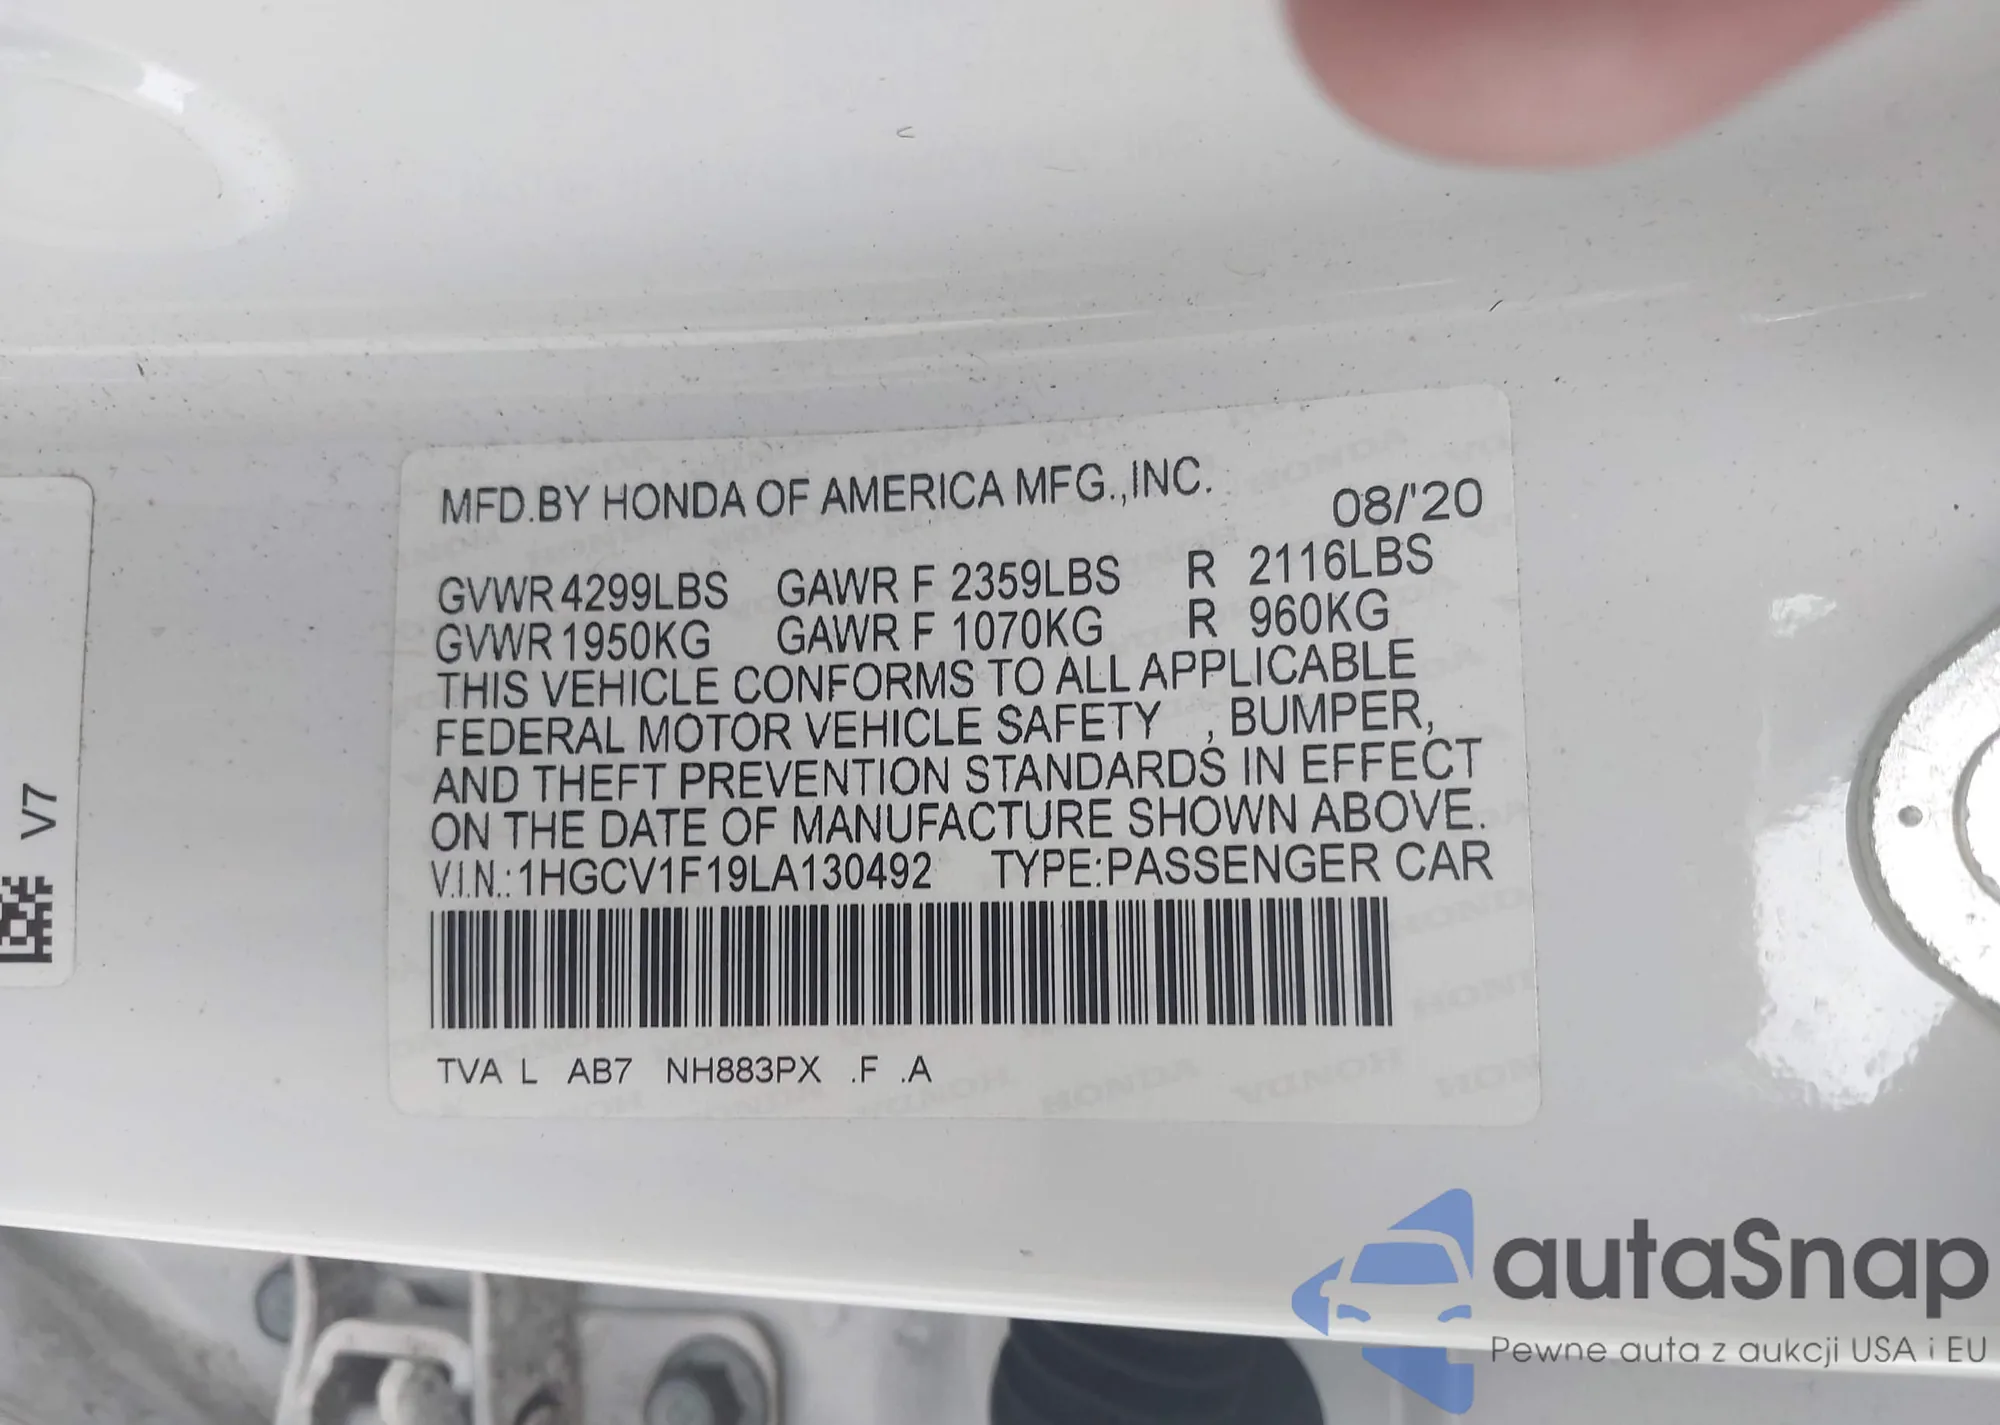 MFD.BY HONDA OF AMERICA MFG.,INC. 08/'20
GVWR 4299LBS GAWR F 2359LBS R 2116LBS
GVWR 1950KG GAWR F 1070KG R 960KG
THIS VEHICLE CONFORMS TO ALL APPLICABLE
FEDERAL MOTOR VEHICLE SAFETY , BUMPER,
AND THEFT PREVENTION STANDARDS IN EFFECT
ON THE DATE OF MANUFACTURE SHOWN ABOVE.
V.I.N.:1HGCV1F19LA130492 TYPE:PASSENGER CAR
TVA L AB7 NH883PX .F .A
V7
autaSnap
Pewne auta z aukcji USA i EU